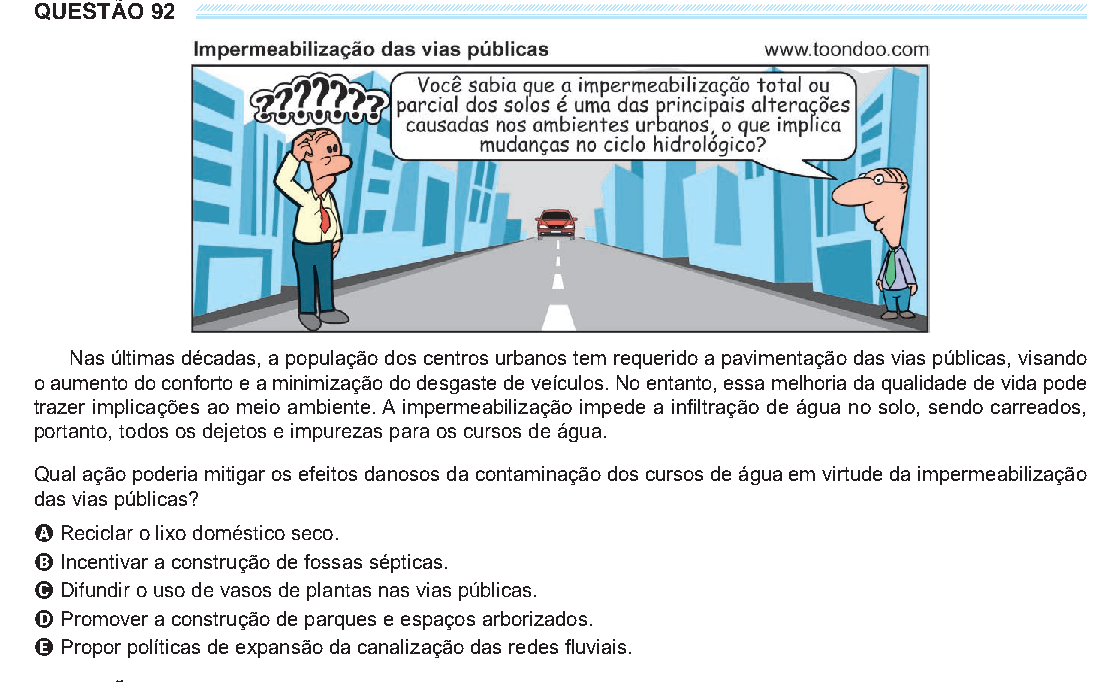 QUESTÃO 92
Impermeabilização das vias públicas www.toondoo.com
???????
Você sabia que a impermeabilização total ou
parcial dos solos é uma das principais alterações
causadas nos ambientes urbanos, o que implica
mudanças no ciclo hidrológico?
Nas últimas décadas, a população dos centros urbanos tem requerido a pavimentação das vias públicas, visando
o aumento do conforto e a minimização do desgaste de veículos. No entanto, essa melhoria da qualidade de vida pode
trazer implicações ao meio ambiente. A impermeabilização impede a infiltração de água no solo, sendo carreados,
portanto, todos os dejetos e impurezas para os cursos de água.
Qual ação poderia mitigar os efeitos danosos da contaminação dos cursos de água em virtude da impermeabilização
das vias públicas?
A Reciclar o lixo doméstico seco.
B Incentivar a construção de fossas sépticas.
C Difundir o uso de vasos de plantas nas vias públicas.
D Promover a construção de parques e espaços arborizados.
E Propor políticas de expansão da canalização das redes fluviais.